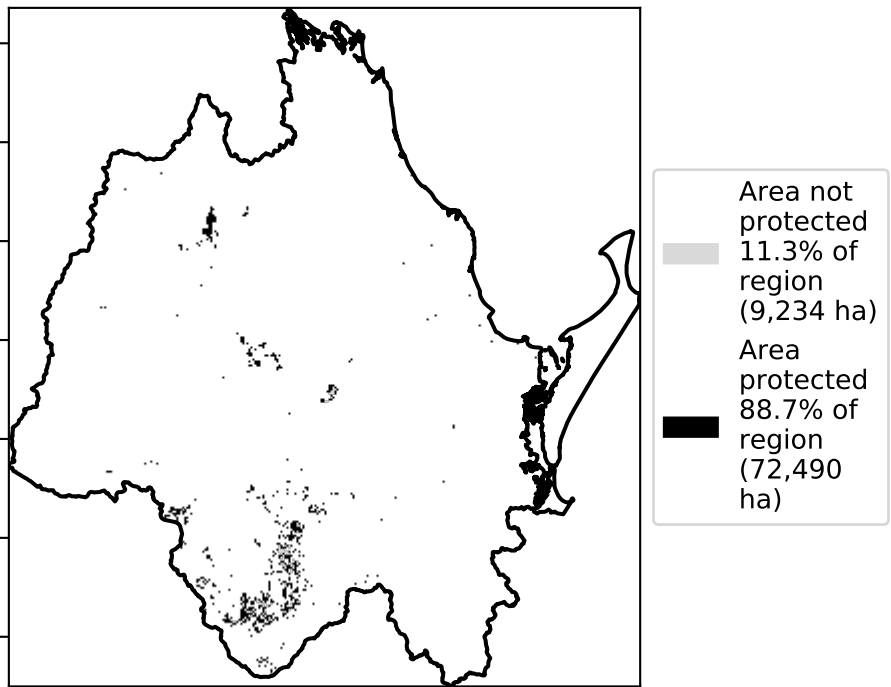 Area not
protected
11.3% of
region
(9,234 ha)
Area
protected
88.7% of
region
(72,490
ha)